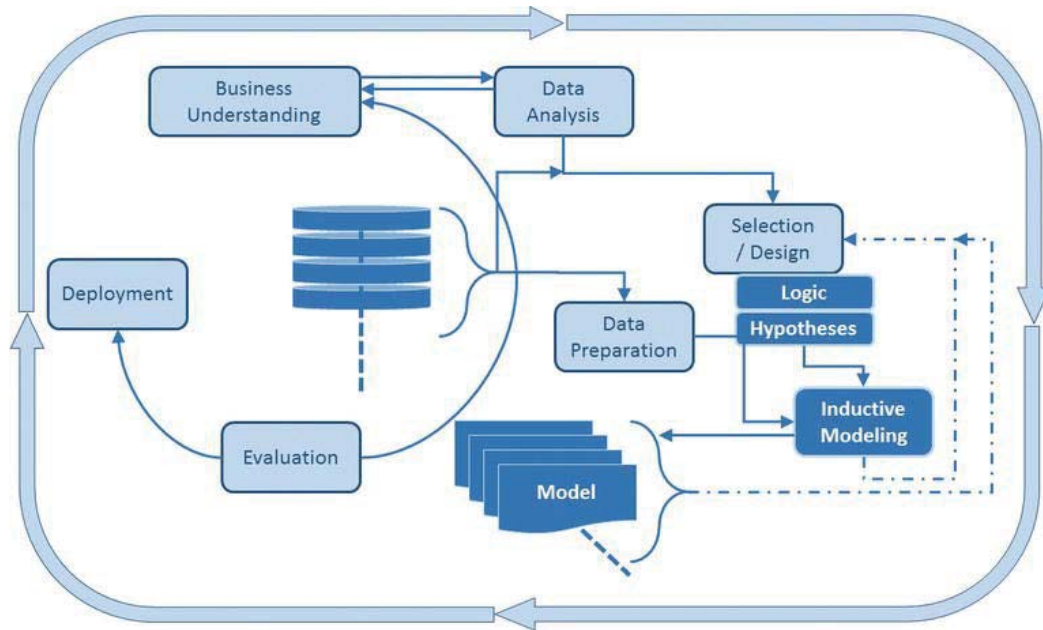 Business
Understanding
Data
Analysis
Selection
/ Design
Logic
Hypotheses
Deployment
Data
Preparation
Inductive
Modeling
Evaluation
Model